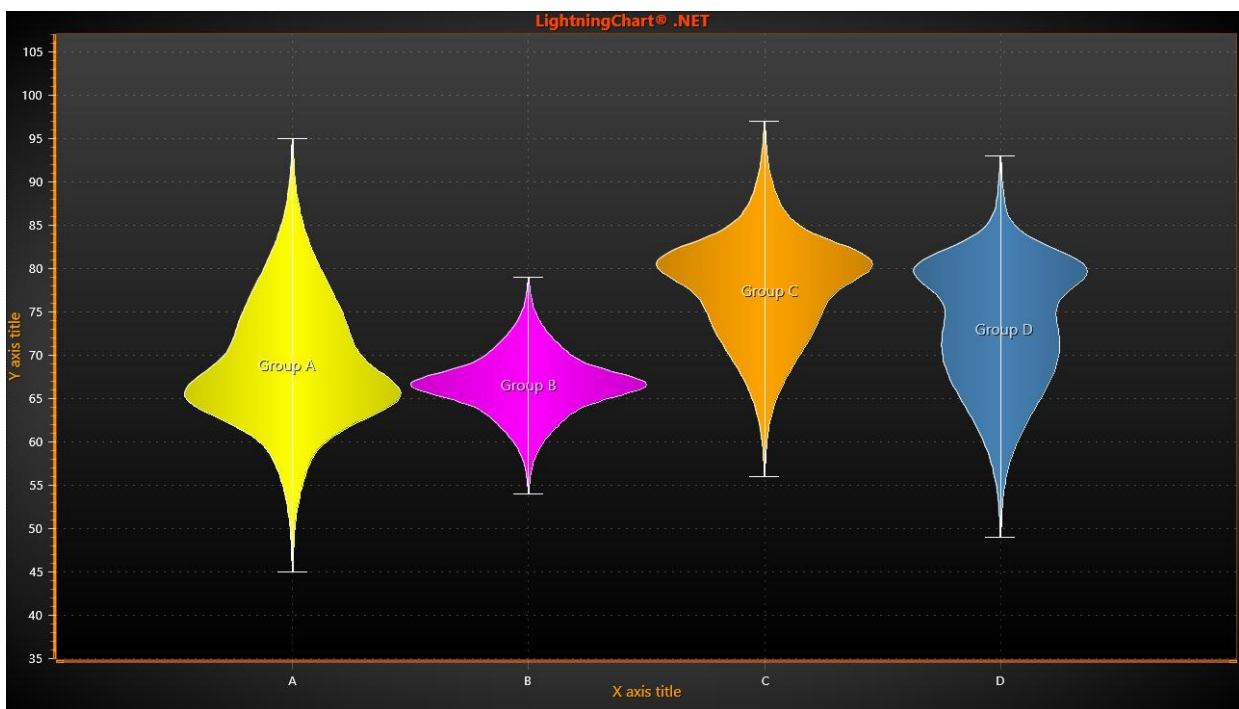 LightningChart® .NET
105
100
95
90
85
80
75
70
65
60
55
50
45
40
35
Y axis title
Group A
Group B
Group C
Group D
A
B
C
D
X axis title